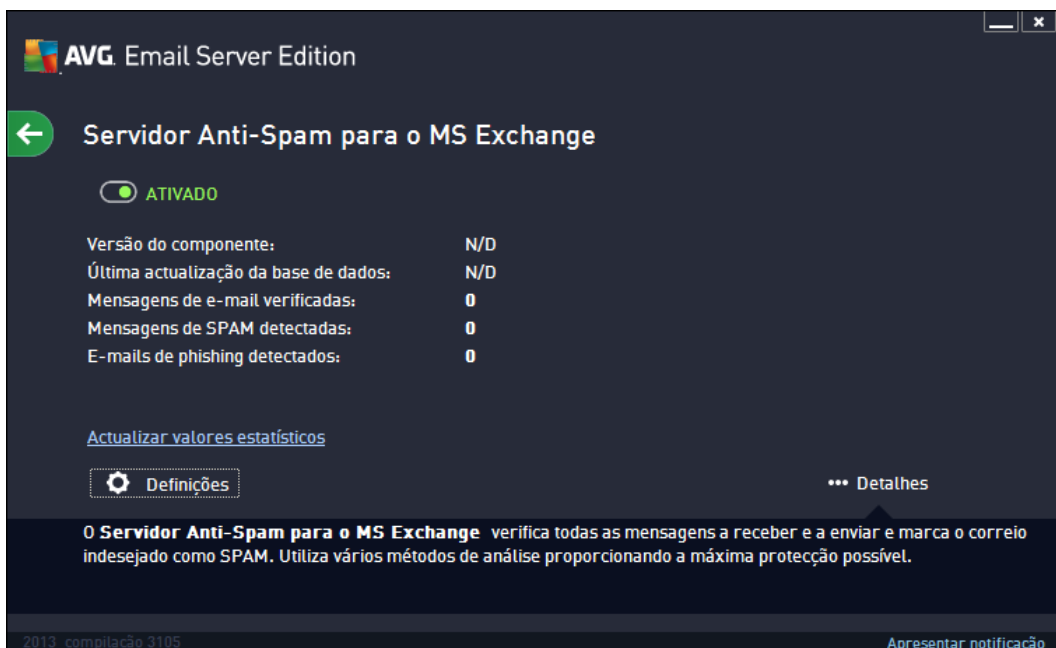 AVG. Email Server Edition
Servidor Anti-Spam para o MS Exchange
ATIVADO
Versão do componente: N/D
Última actualização da base de dados: N/D
Mensagens de e-mail verificadas: 0
Mensagens de SPAM detectadas: 0
E-mails de phishing detectados: 0
Actualizar valores estatísticos
Definições
••• Detalhes
O Servidor Anti-Spam para o MS Exchange verifica todas as mensagens a receber e a enviar e marca o correio
indesejado como SPAM. Utiliza vários métodos de análise proporcionando a máxima protecção possível.
2013 compilação 3105
Apresentar notificação